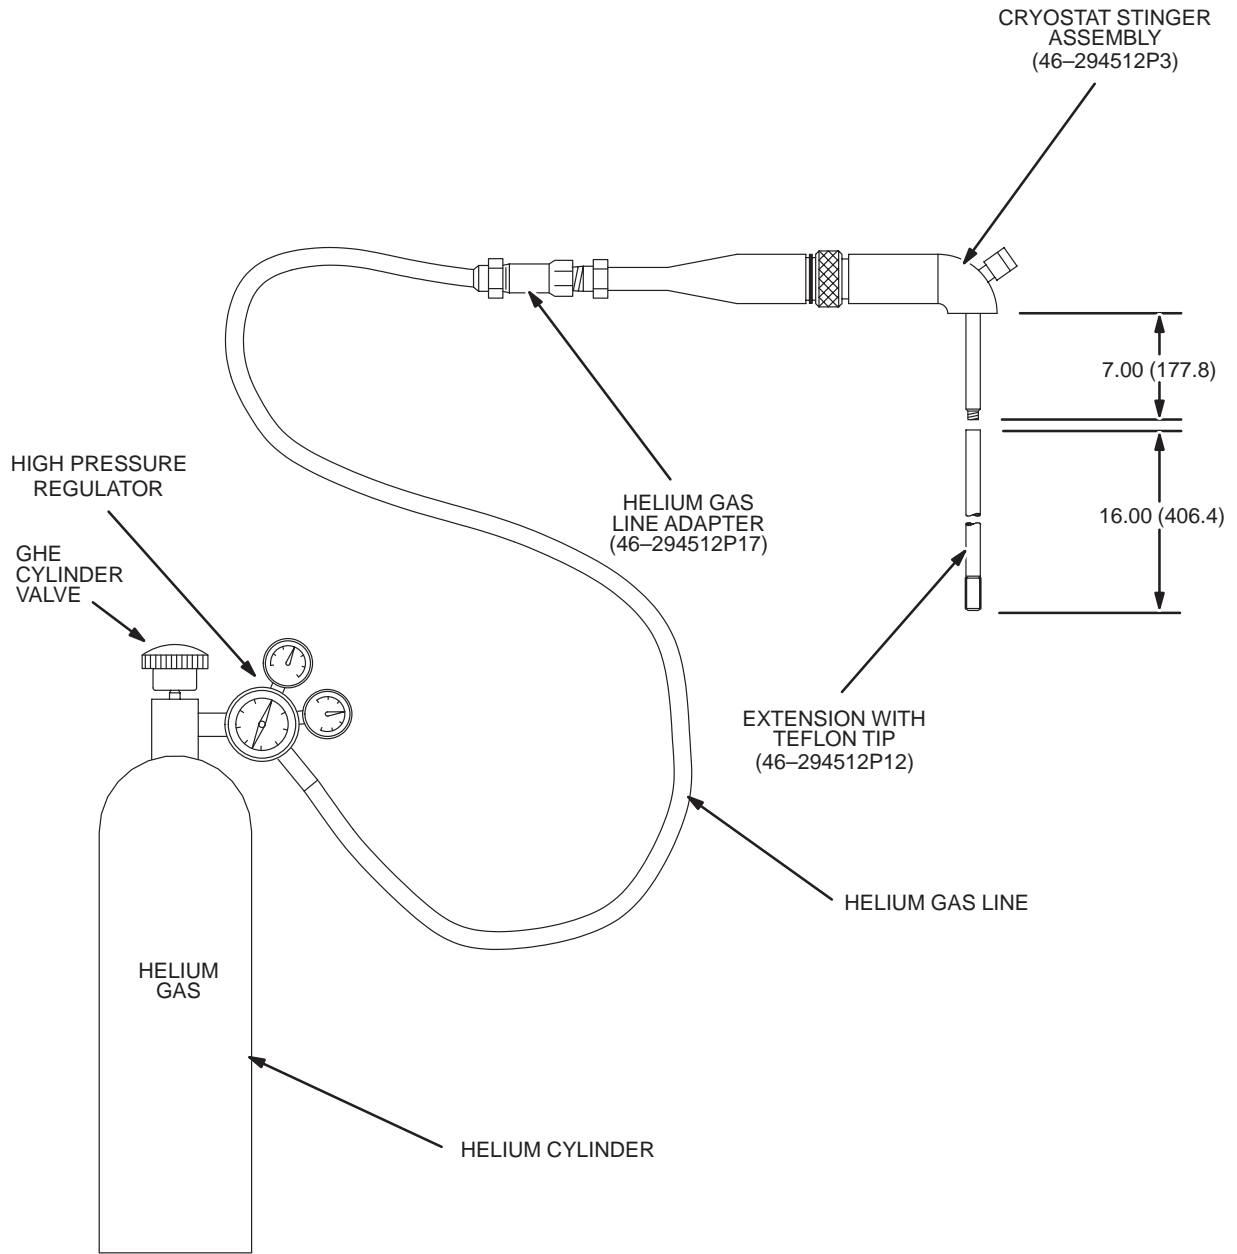 CRYOSTAT STINGER
ASSEMBLY
(46–294512P3)
7.00 (177.8)
HIGH PRESSURE
REGULATOR
HELIUM GAS
LINE ADAPTER
(46–294512P17)
16.00 (406.4)
GHE
CYLINDER
VALVE
EXTENSION WITH
TEFLON TIP
(46–294512P12)
HELIUM GAS LINE
HELIUM
GAS
HELIUM CYLINDER